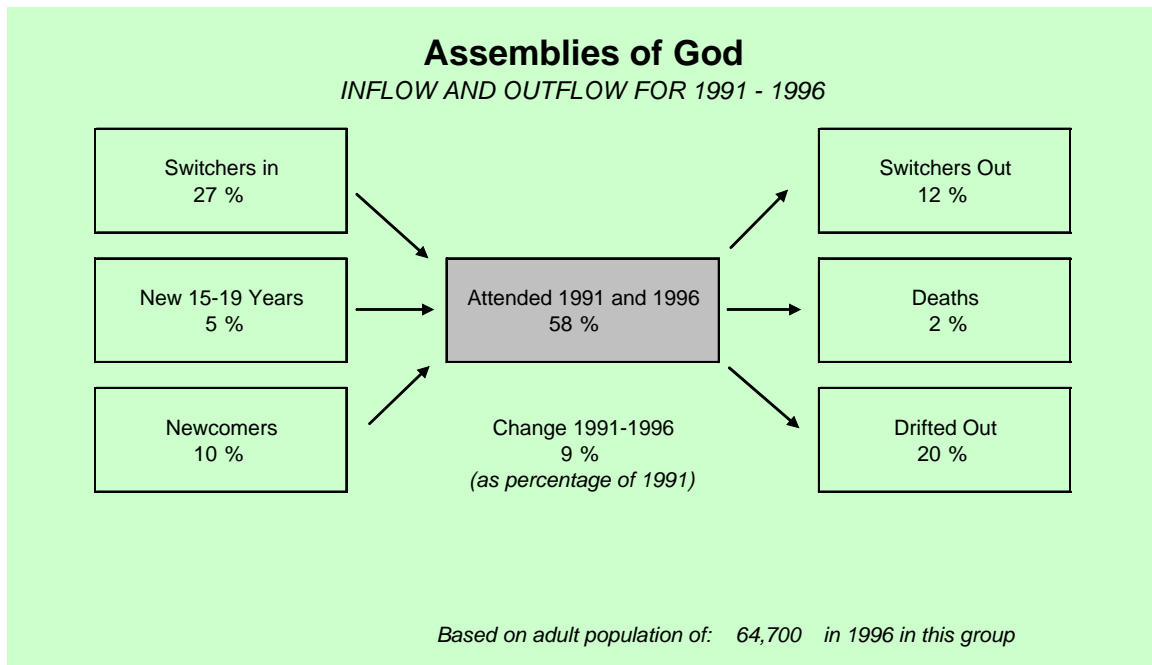 Assemblies of God
INFLOW AND OUTFLOW FOR 1991 - 1996
Switchers in
27 %
Switchers Out
12 %
New 15-19 Years
5 %
Attended 1991 and 1996
58 %
Deaths
2 %
Newcomers
10 %
Change 1991-1996
9 %
(as percentage of 1991)
Drifted Out
20 %
Based on adult population of: 64,700 in 1996 in this group